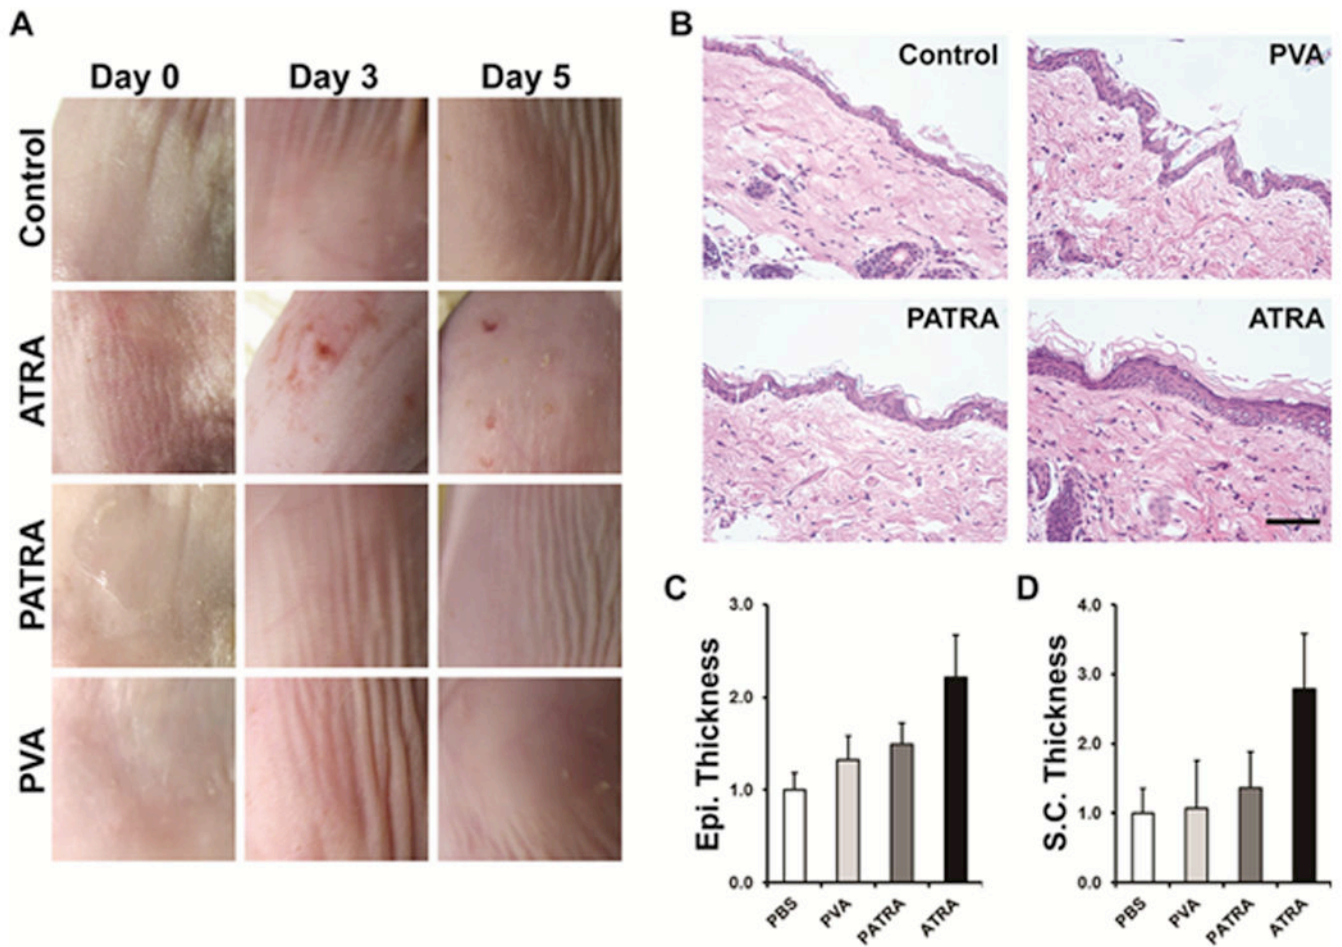 A
Day 0 Day 3 Day 5
Control
ATRA
PATRA
PVA
B
Control
PVA
PATRA
ATRA
C
3.0
2.0
1.0
0.0
Epi. Thickness
PBS PVA PATRA ATRA
D
4.0
3.0
2.0
1.0
0.0
S.C. Thickness
PBS PVA PATRA ATRA